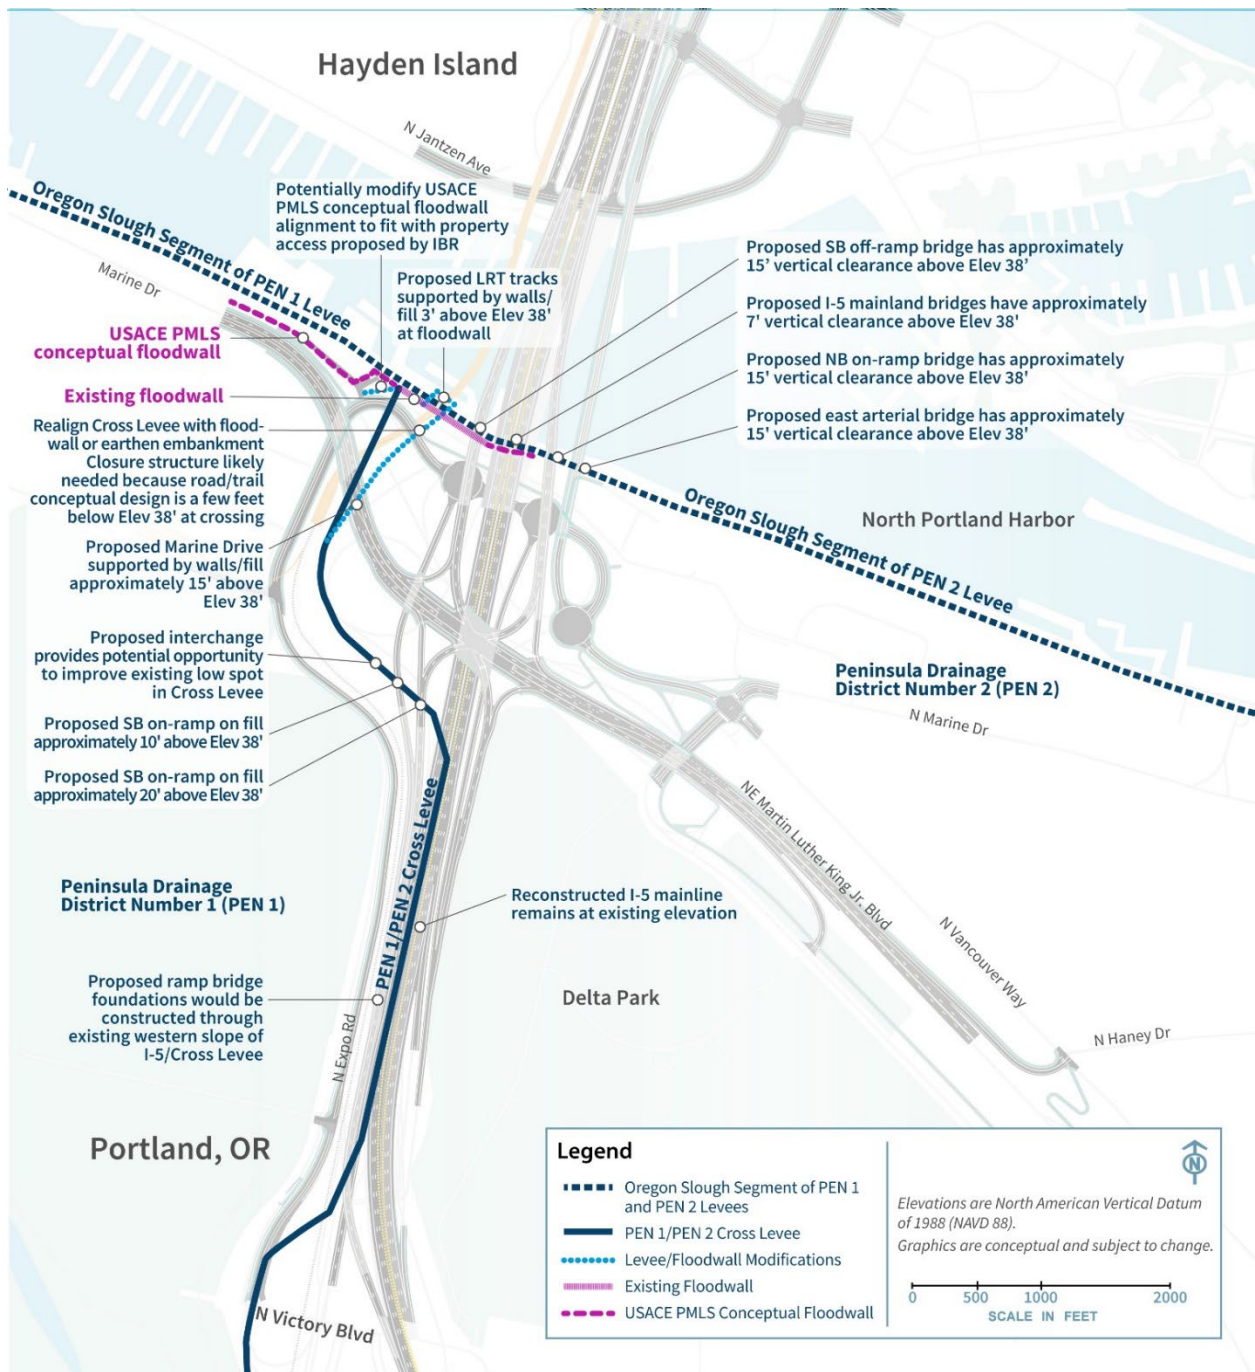 Hayden Island
N Jantzen Ave
Oregon Slough Segment of PEN 1 Levee
Marine Dr
Potentially modify USACE
PMLS conceptual floodwall
alignment to fit with property
access proposed by IBR
Proposed LRT tracks
supported by walls/
fill 3' above Elev 38'
at floodwall
Proposed SB off-ramp bridge has approximately
15’ vertical clearance above Elev 38’
Proposed I-5 mainland bridges have approximately
7' vertical clearance above Elev 38'
Proposed NB on-ramp bridge has approximately
15' vertical clearance above Elev 38'
Proposed east arterial bridge has approximately
15' vertical clearance above Elev 38'
USACE PMLS
conceptual floodwall
Existing floodwall
Realign Cross Levee with flood-
wall or earthen embankment
Closure structure likely
needed because road/trail
conceptual design is a few feet
below Elev 38' at crossing
Proposed Marine Drive
supported by walls/fill
approximately 15' above
Elev 38'
Proposed interchange
provides potential opportunity
to improve existing low spot
in Cross Levee
Proposed SB on-ramp on fill
approximately 10' above Elev 38'
Proposed SB on-ramp on fill
approximately 20' above Elev 38'
North Portland Harbor
Oregon Slough Segment of PEN 2 Levee
Peninsula Drainage
District Number 2 (PEN 2)
N Marine Dr
NE Martin Luther King Jr. Blvd
N Vancouver Way
N Haney Dr
Peninsula Drainage
District Number 1 (PEN 1)
PEN 1/PEN 2 Cross Levee
Reconstructed I-5 mainline
remains at existing elevation
Delta Park
Proposed ramp bridge
foundations would be
constructed through
existing western slope of
I-5/Cross Levee
N Expo Rd
Portland, OR
N Victory Blvd
Legend
Oregon Slough Segment of PEN 1
and PEN 2 Levees
PEN 1/PEN 2 Cross Levee
Levee/Floodwall Modifications
Existing Floodwall
USACE PMLS Conceptual Floodwall
N
Elevations are North American Vertical Datum
of 1988 (NAVD 88).
Graphics are conceptual and subject to change.
0 500 1000 2000
SCALE IN FEET